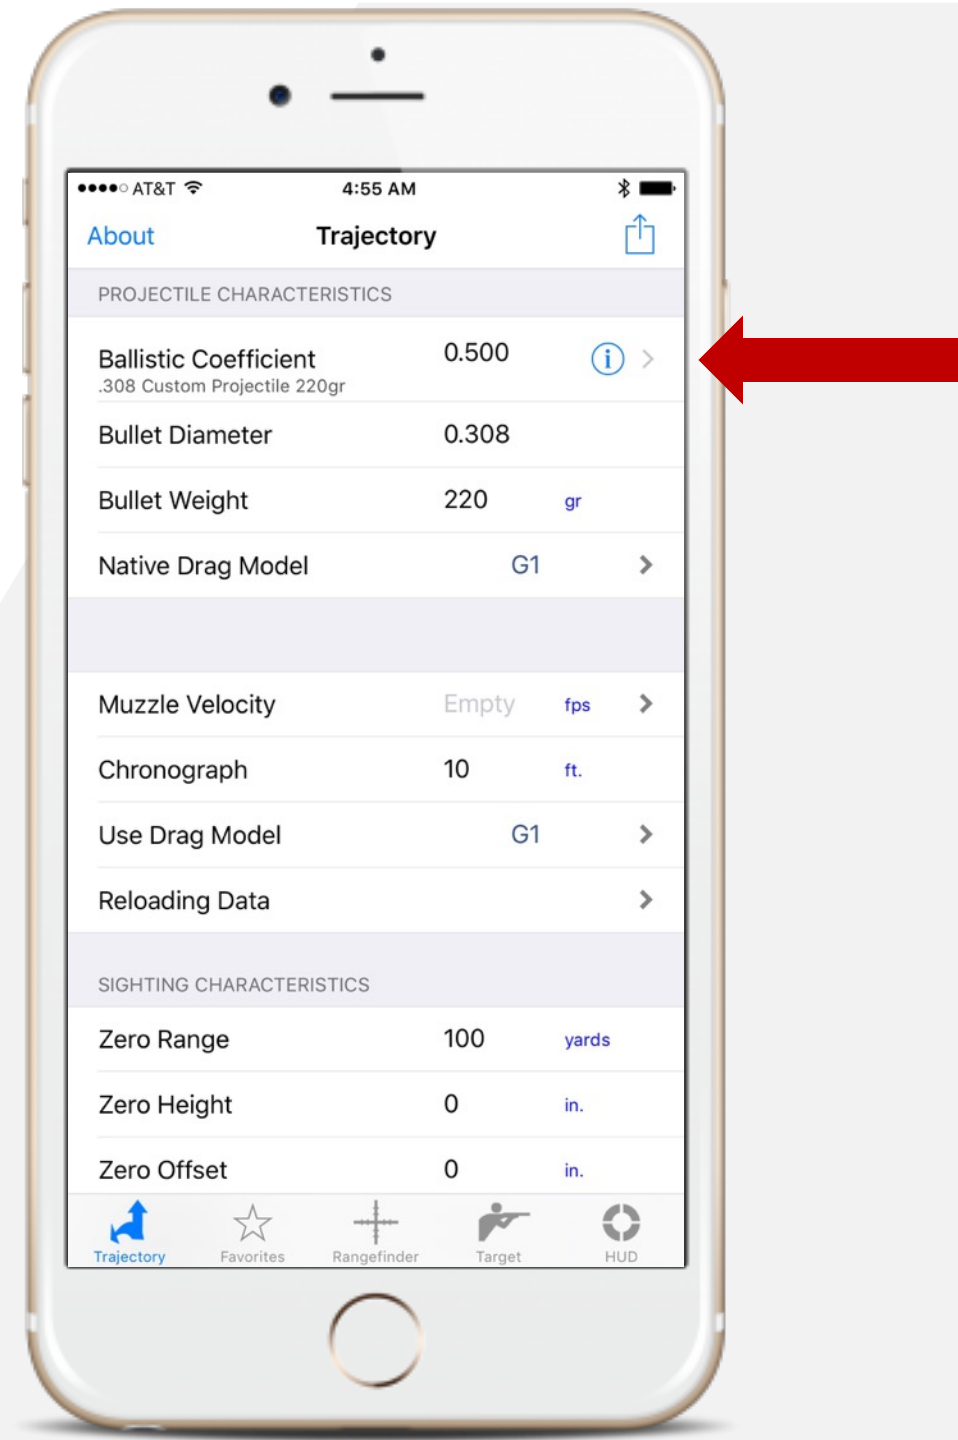 AT&T 4:55 AM
About Trajectory
PROJECTILE CHARACTERISTICS
Ballistic Coefficient 0.500
.308 Custom Projectile 220gr
Bullet Diameter 0.308
Bullet Weight 220 gr
Native Drag Model G1
Muzzle Velocity Empty fps
Chronograph 10 ft.
Use Drag Model G1
Reloading Data
SIGHTING CHARACTERISTICS
Zero Range 100 yards
Zero Height 0 in.
Zero Offset 0 in.
Trajectory Favorites Rangefinder Target HUD